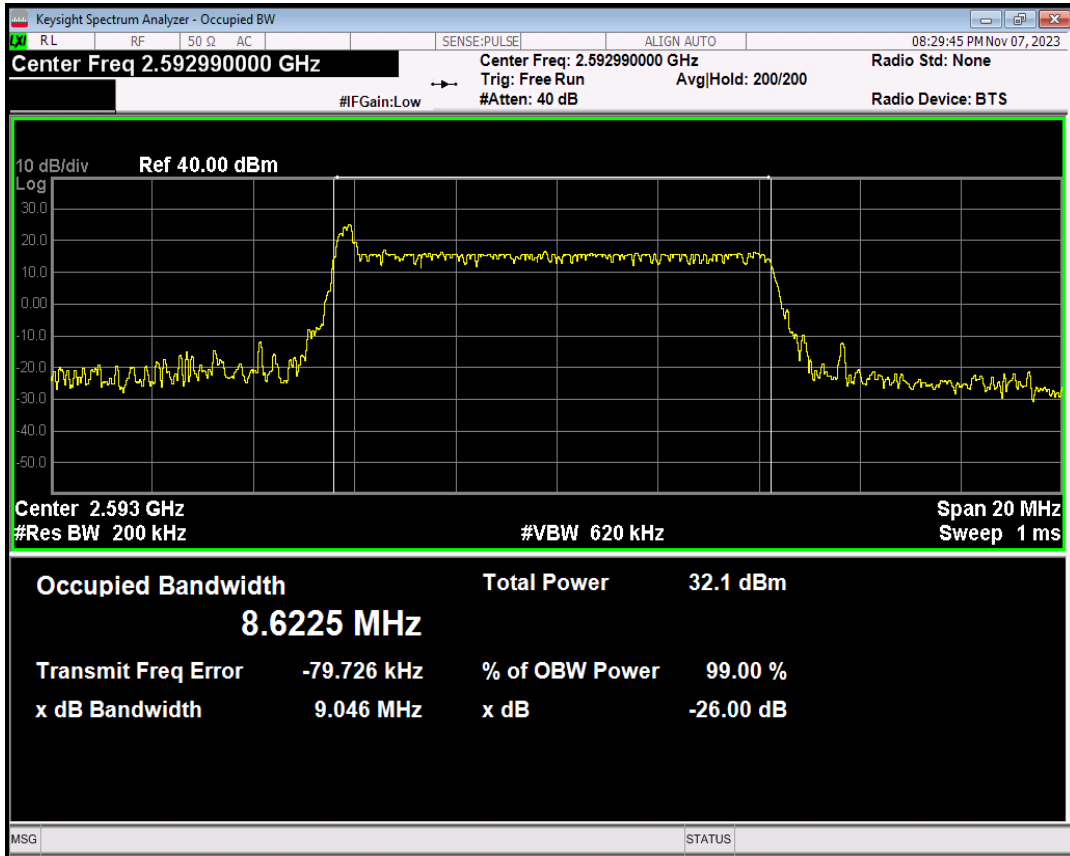 Keysight Spectrum Analyzer - Occupied BW
LXI RL RF 50 Ω AC SENSE:PULSE ALIGN AUTO 08:29:45 PM Nov 07, 2023
Center Freq 2.592990000 GHz Center Freq: 2.592990000 GHz Radio Std: None
Trig: Free Run Avg|Hold: 200/200
#IFGain:Low #Atten: 40 dB Radio Device: BTS
10 dB/div Ref 40.00 dBm
Log
30.0
20.0
10.0
0.00
-10.0
-20.0
-30.0
-40.0
-50.0
Center 2.593 GHz Span 20 MHz
#Res BW 200 kHz #VBW 620 kHz Sweep 1 ms
Occupied Bandwidth Total Power 32.1 dBm
8.6225 MHz
Transmit Freq Error -79.726 kHz % of OBW Power 99.00 %
x dB Bandwidth 9.046 MHz x dB -26.00 dB
MSG STATUS